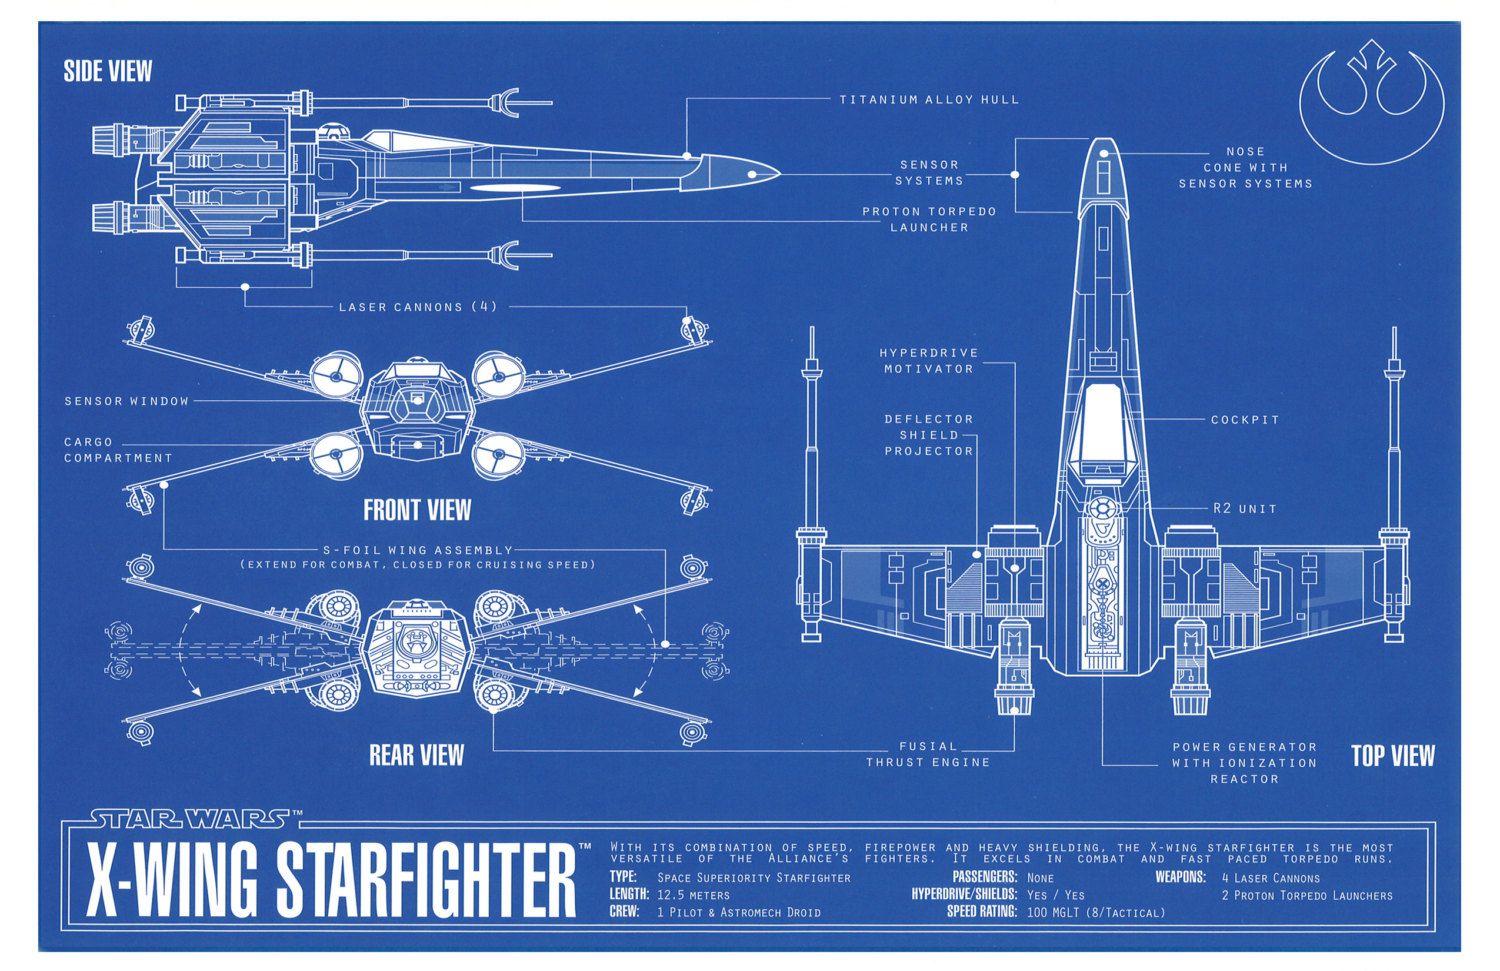 SIDE VIEW
TITANIUM ALLOY HULL
SENSOR
SYSTEMS
NOSE
CONE WITH
SENSOR SYSTEMS
PROTON TORPEDO
LAUNCHER
LASER CANNONS (4)
SENSOR WINDOW
CARGO
COMPARTMENT
FRONT VIEW
S-FOIL WING ASSEMBLY
(EXTEND FOR COMBAT, CLOSED FOR CRUISING SPEED)
REAR VIEW
HYPERDRIVE
MOTIVATOR
DEFLECTOR
SHIELD
PROJECTOR
COCKPIT
R2 UNIT
FUSIAL
THRUST ENGINE
POWER GENERATOR
WITH IONIZATION
REACTOR
TOP VIEW
STAR WARS™
X-WING STARFIGHTER™
WITH ITS COMBINATION OF SPEED, FIREPOWER AND HEAVY SHIELDING, THE X-WING STARFIGHTER IS THE MOST
VERSATILE OF THE ALLIANCE'S FIGHTERS. IT EXCELS IN COMBAT AND FAST PACED TORPEDO RUNS.
TYPE: SPACE SUPERIORITY STARFIGHTER
LENGTH: 12.5 METERS
CREW: 1 PILOT & ASTROMECH DROID
PASSENGERS: NONE
HYPERDRIVE/SHIELDS: YES / YES
SPEED RATING: 100 MGLT (8/TACTICAL)
WEAPONS: 4 LASER CANNONS
2 PROTON TORPEDO LAUNCHERS